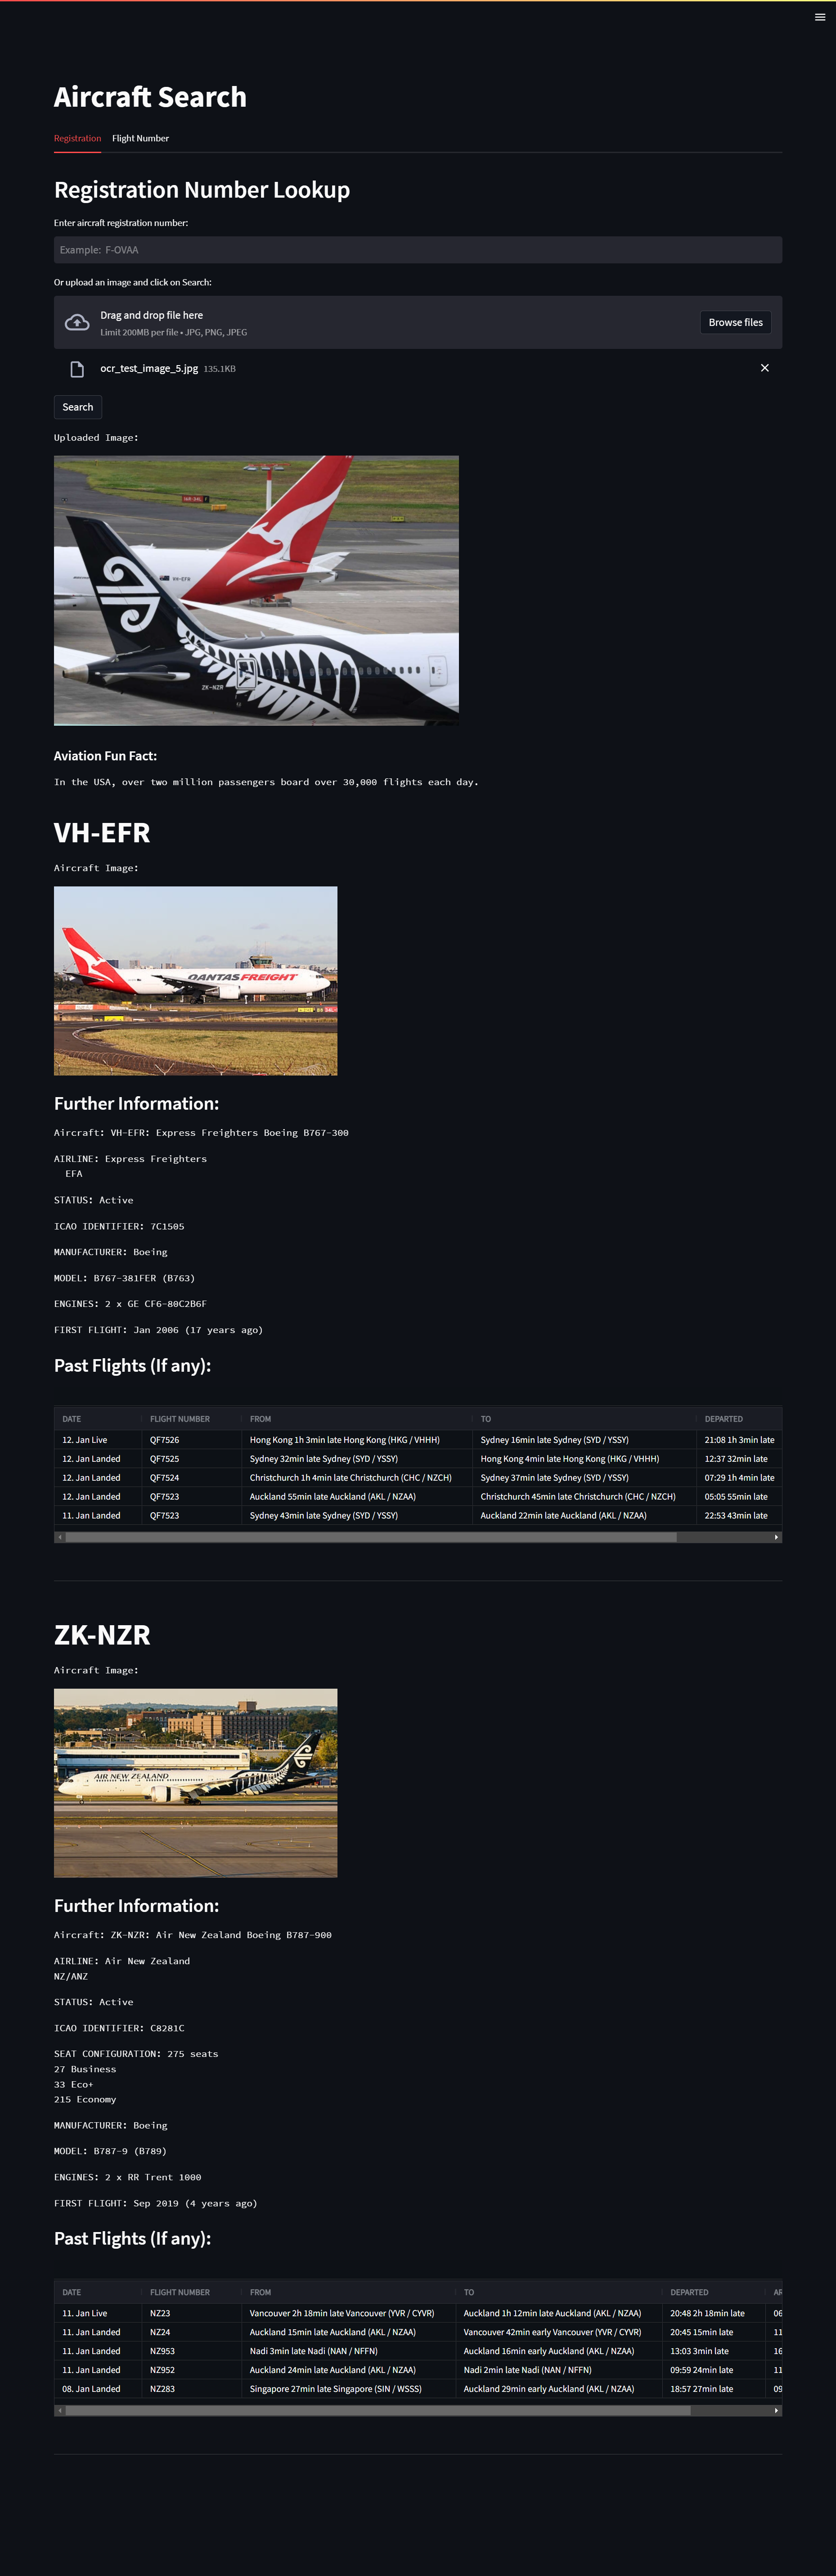 Aircraft Search
Registration Flight Number
Registration Number Lookup
Enter aircraft registration number:
Example: F-OVAA
Or upload an image and click on Search:
Drag and drop file here
Limit 200MB per file • JPG, PNG, JPEG
Browse files
ocr_test_image_5.jpg 135.1KB
Search
Uploaded Image:
VH-EFR
ZK-NZR
Aviation Fun Fact:
In the USA, over two million passengers board over 30,000 flights each day.
VH-EFR
Aircraft Image:
QANTAS FREIGHT
Further Information:
Aircraft: VH-EFR: Express Freighters Boeing B767-300
AIRLINE: Express Freighters
EFA
STATUS: Active
ICAO IDENTIFIER: 7C1505
MANUFACTURER: Boeing
MODEL: B767-381FER (B763)
ENGINES: 2 x GE CF6-80C2B6F
FIRST FLIGHT: Jan 2006 (17 years ago)
Past Flights (If any):
DATE FLIGHT NUMBER FROM TO DEPARTED
12. Jan Live QF7526 Hong Kong 1h 3min late Hong Kong (HKG / VHHH) Sydney 16min late Sydney (SYD / YSSY) 21:08 1h 3min late
12. Jan Landed QF7525 Sydney 32min late Sydney (SYD / YSSY) Hong Kong 4min late Hong Kong (HKG / VHHH) 12:37 32min late
12. Jan Landed QF7524 Christchurch 1h 4min late Christchurch (CHC / NZCH) Sydney 37min late Sydney (SYD / YSSY) 07:29 1h 4min late
12. Jan Landed QF7523 Auckland 55min late Auckland (AKL / NZAA) Christchurch 45min late Christchurch (CHC / NZCH) 05:05 55min late
11. Jan Landed QF7523 Sydney 43min late Sydney (SYD / YSSY) Auckland 22min late Auckland (AKL / NZAA) 22:53 43min late
ZK-NZR
Aircraft Image:
AIR NEW ZEALAND
Further Information:
Aircraft: ZK-NZR: Air New Zealand Boeing B787-900
AIRLINE: Air New Zealand
NZ/ANZ
STATUS: Active
ICAO IDENTIFIER: C8281C
SEAT CONFIGURATION: 275 seats
27 Business
33 Eco+
215 Economy
MANUFACTURER: Boeing
MODEL: B787-9 (B789)
ENGINES: 2 x RR Trent 1000
FIRST FLIGHT: Sep 2019 (4 years ago)
Past Flights (If any):
DATE FLIGHT NUMBER FROM TO DEPARTED AR
11. Jan Live NZ23 Vancouver 2h 18min late Vancouver (YVR / CYVR) Auckland 1h 12min late Auckland (AKL / NZAA) 20:48 2h 18min late 06
11. Jan Landed NZ24 Auckland 15min late Auckland (AKL / NZAA) Vancouver 42min early Vancouver (YVR / CYVR) 20:45 15min late 11
11. Jan Landed NZ953 Nadi 3min late Nadi (NAN / NFFN) Auckland 16min early Auckland (AKL / NZAA) 13:03 3min late 16
11. Jan Landed NZ952 Auckland 24min late Auckland (AKL / NZAA) Nadi 2min late Nadi (NAN / NFFN) 09:59 24min late 11
08. Jan Landed NZ283 Singapore 27min late Singapore (SIN / WSSS) Auckland 29min early Auckland (AKL / NZAA) 18:57 27min late 09